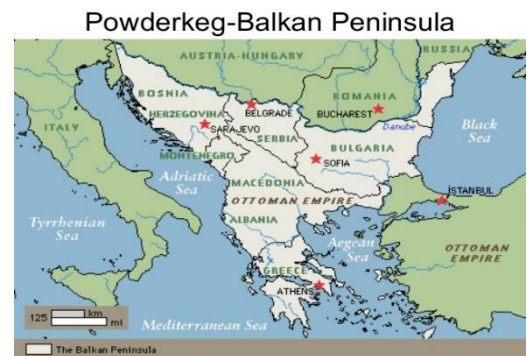 Powderkeg-Balkan Peninsula
AUSTRIA-HUNGARY
RUSSIA
BOSNIA
ROMANIA
HERZEGOVINA
BELGRADE
BUCHAREST
SARAJEVO
Danube
Black
Sea
ITALY
SERBIA
BULGARIA
MONTENEGRO
SOFIA
Adriatic
Sea
MACEDONIA
İSTANBUL
OTTOMAN EMPIRE
Tyrrhenian
Sea
ALBANIA
Aegean
Sea
OTTOMAN
EMPIRE
GREECE
ATHENS
125 km
mi
Mediterranean Sea
The Balkan Peninsula